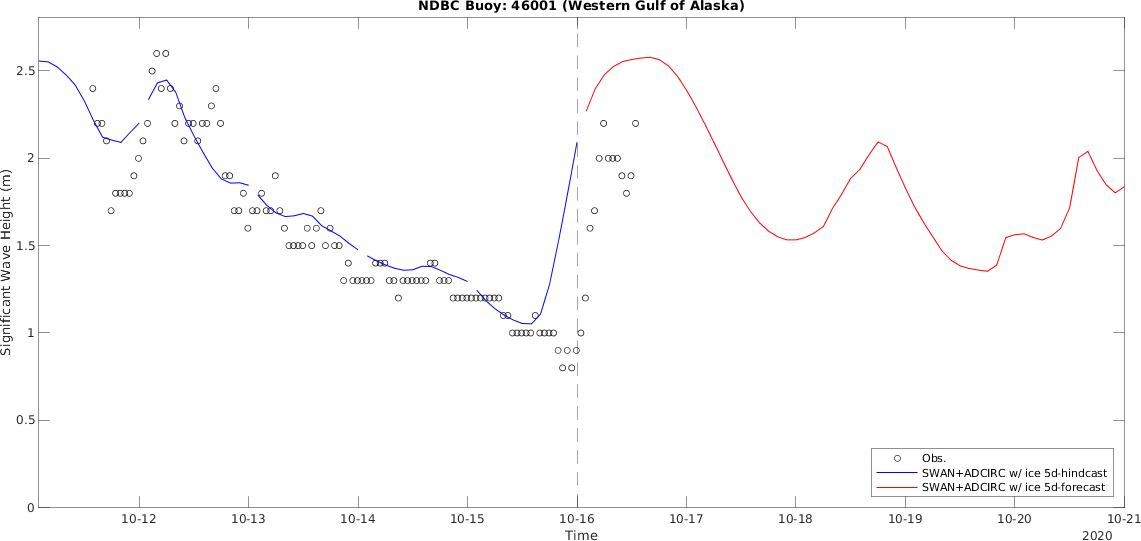 NDBC Buoy: 46001 (Western Gulf of Alaska)
Significant Wave Height (m)
2.5
2
1.5
1
0.5
0
Obs.
SWAN+ADCIRC w/ ice 5d-hindcast
SWAN+ADCIRC w/ ice 5d-forecast
10-12 10-13 10-14 10-15 10-16 10-17 10-18 10-19 10-20 10-21
Time
2020